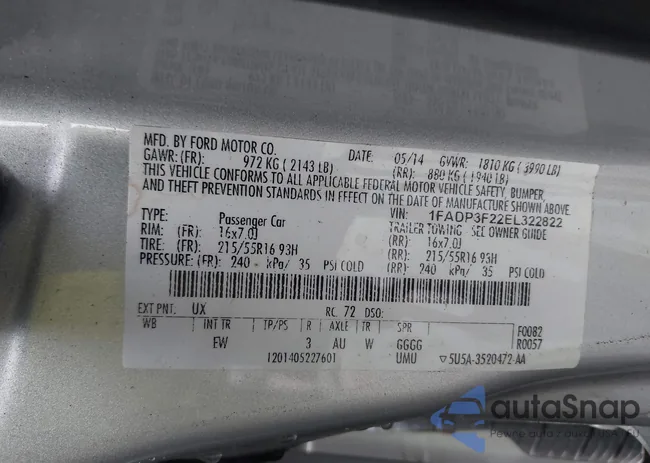 MFD. BY FORD MOTOR CO. 05/14 GVWR: 1810 KG ( 3990 LB)
GAWR: (FR): 972 KG ( 2143 LB) (RR): 880 KG ( 1940 LB)
THIS VEHICLE CONFORMS TO ALL APPLICABLE FEDERAL MOTOR VEHICLE SAFETY, BUMPER,
AND THEFT PREVENTION STANDARDS IN EFFECT ON THE DATE OF MANUFACTURE SHOWN ABOVE.
VIN: 1FADP3F22EL322822
TYPE: Passenger Car TRAILER TOWING - SEE OWNER GUIDE
RIM: (FR): 16x7.0J (RR): 16x7.0J
TIRE: (FR): 215/55R16 93H (RR): 215/55R16 93H
PRESSURE: (FR): 240 kPa/ 35 PSI COLD (RR): 240 kPa/ 35 PSI COLD
EXT PNT: UX RC: 72 DSO:
WB INT TR TP/PS R AXLE TR SPR F0082
EW 3 AU W GGGG R0057
1201405227601 UMU ▽5U5A-3520472-AA
autoSnap
Pewne auta z aukcji